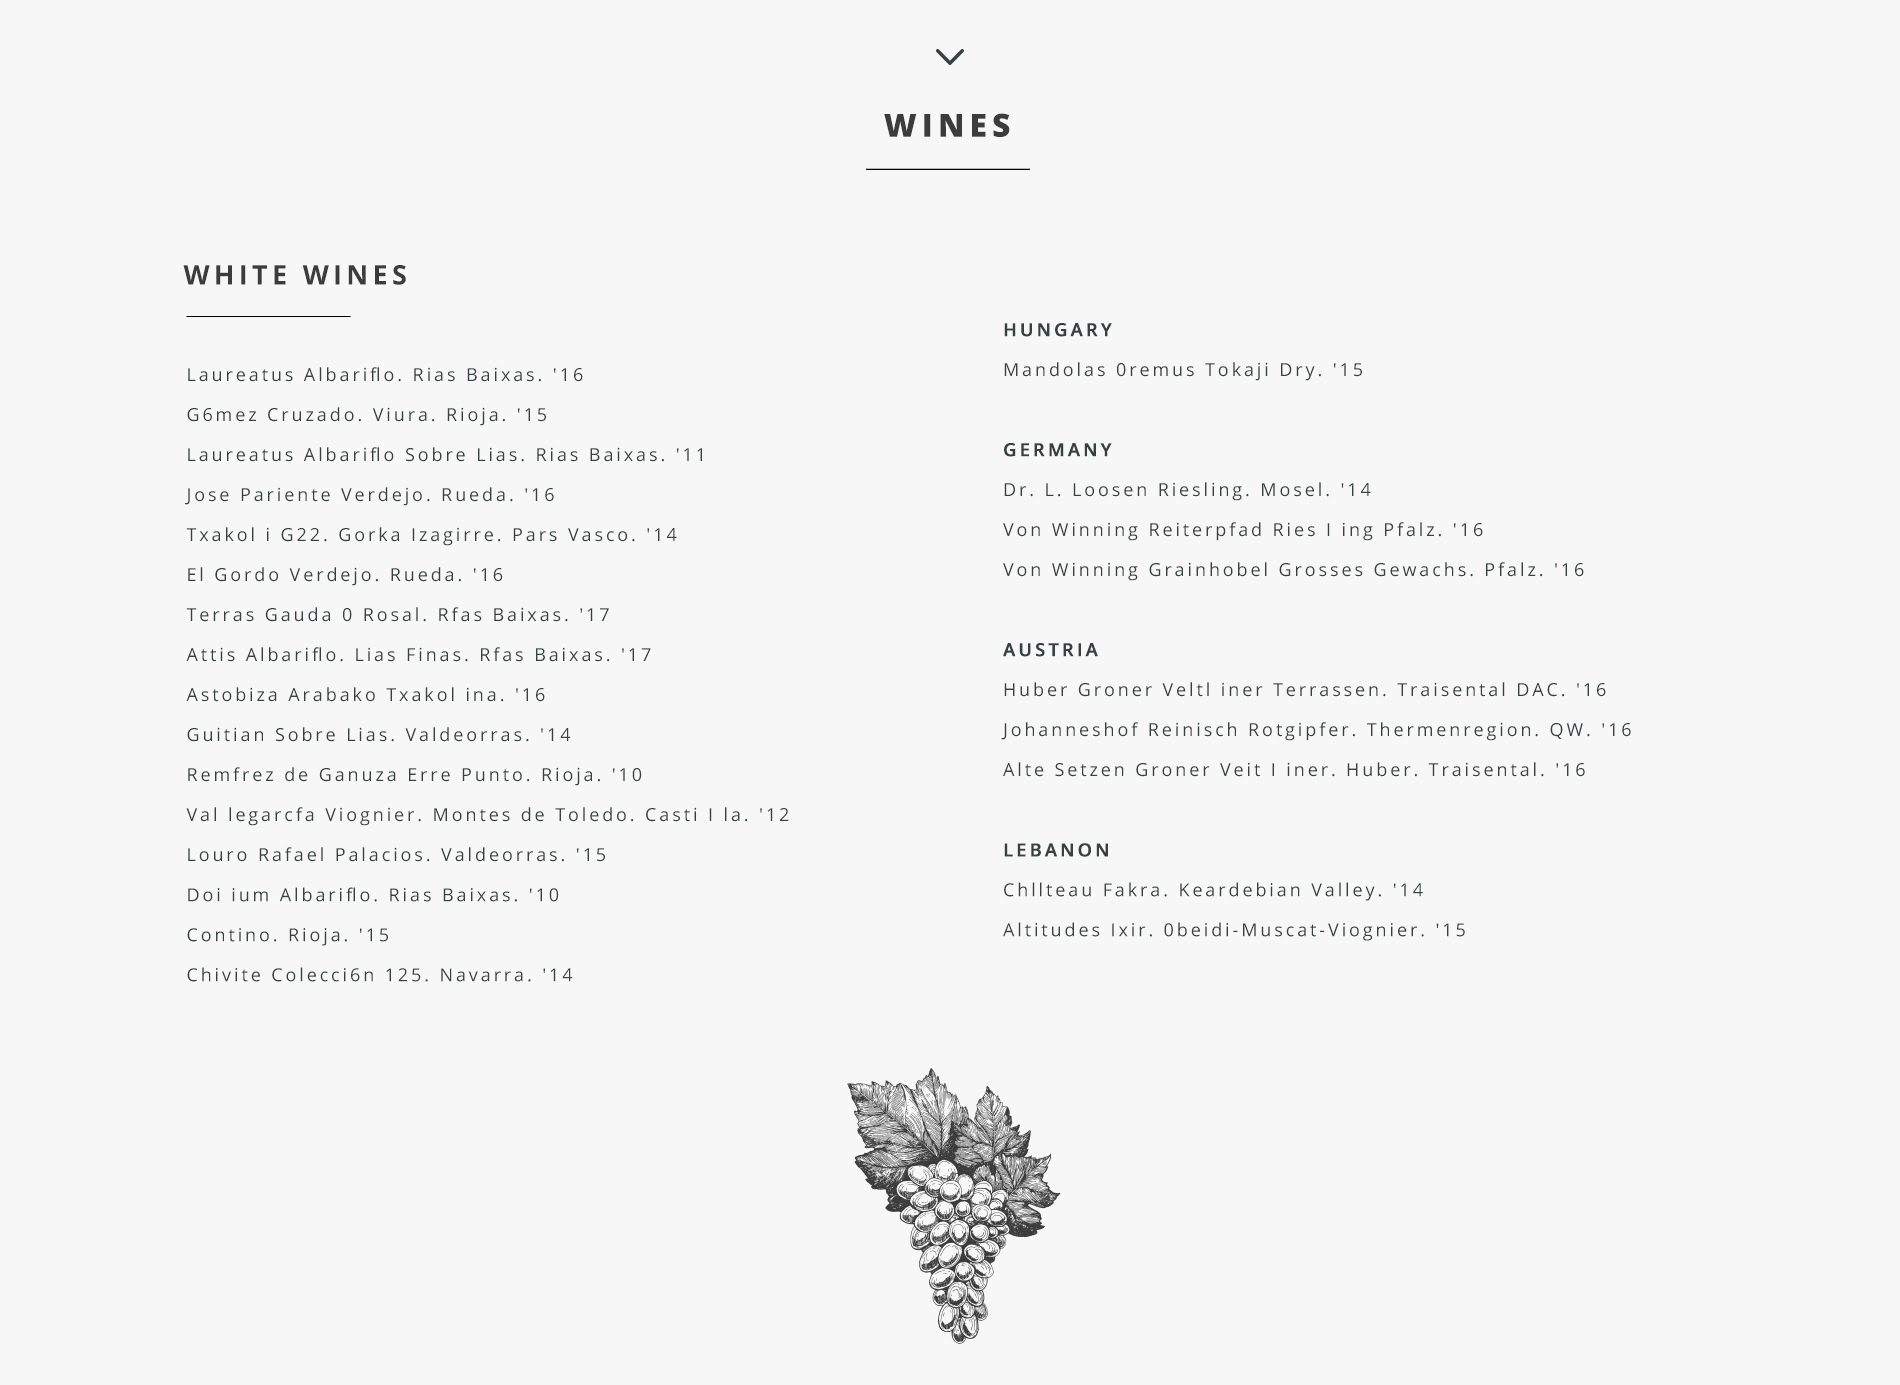 WINES
WHITE WINES
Laureatus Albariflo. Rias Baixas. '16
G6mez Cruzado. Viura. Rioja. '15
Laureatus Albariflo Sobre Lias. Rias Baixas. '11
Jose Pariente Verdejo. Rueda. '16
Txakol i G22. Gorka Izagirre. Pars Vasco. '14
El Gordo Verdejo. Rueda. '16
Terras Gauda 0 Rosal. Rfas Baixas. '17
Attis Albariflo. Lias Finas. Rfas Baixas. '17
Astobiza Arabako Txakol ina. '16
Guitian Sobre Lias. Valdeorras. '14
Remfrez de Ganuza Erre Punto. Rioja. '10
Val legarcfa Viognier. Montes de Toledo. Casti I la. '12
Louro Rafael Palacios. Valdeorras. '15
Doi ium Albariflo. Rias Baixas. '10
Contino. Rioja. '15
Chivite Colecci6n 125. Navarra. '14
HUNGARY
Mandolas 0remus Tokaji Dry. '15
GERMANY
Dr. L. Loosen Riesling. Mosel. '14
Von Winning Reiterpfad Ries I ing Pfalz. '16
Von Winning Grainhobel Grosses Gewachs. Pfalz. '16
AUSTRIA
Huber Groner Veltl iner Terrassen. Traisental DAC. '16
Johanneshof Reinisch Rotgipfer. Thermenregion. QW. '16
Alte Setzen Groner Veit I iner. Huber. Traisental. '16
LEBANON
Chllteau Fakra. Keardebian Valley. '14
Altitudes Ixir. 0beidi-Muscat-Viognier. '15